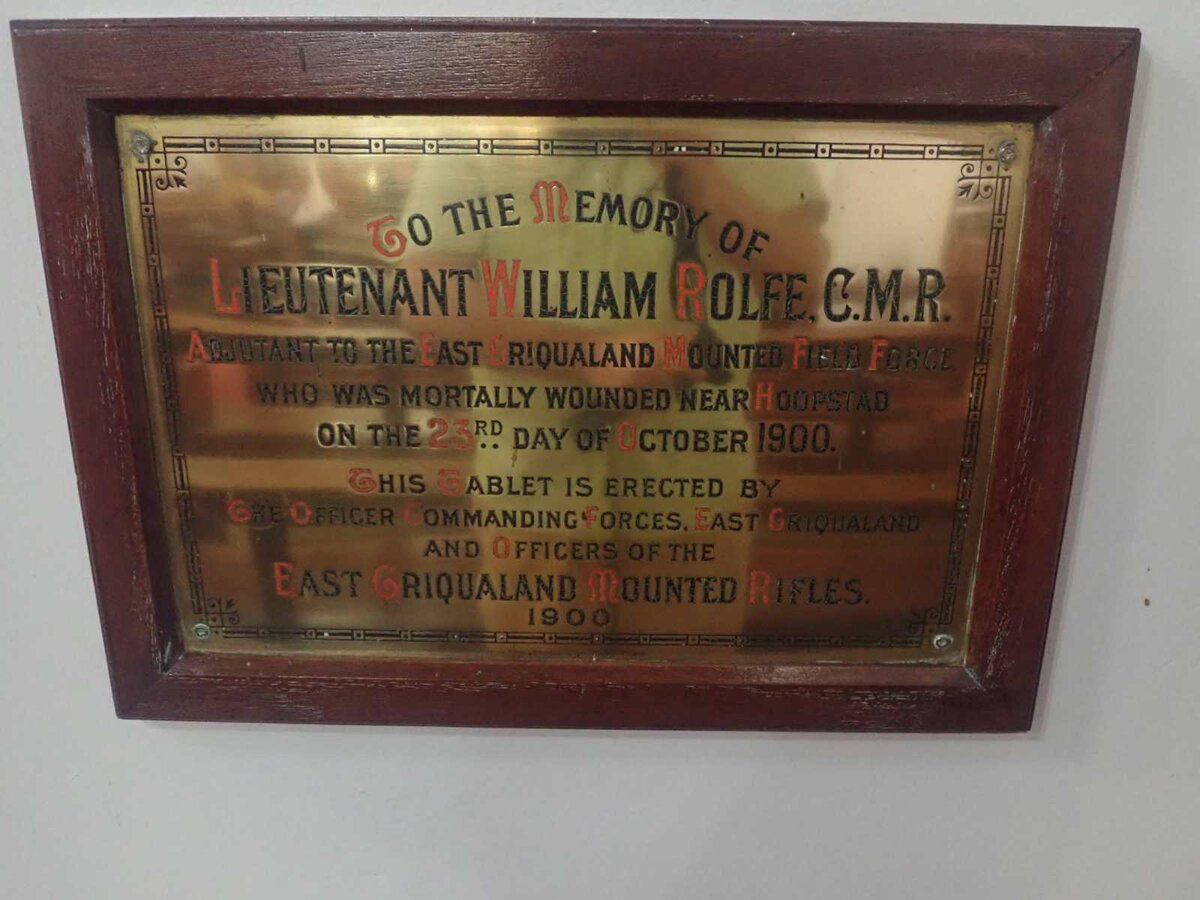 To the Memory of
Lieutenant William Rolfe, C.M.R.
Adjutant to the East Griqualand Mounted Field Force
who was mortally wounded near Hoopstad
on the 23RD day of October 1900.
This Tablet is erected by
The Officer Commanding Forces, East Griqualand
and Officers of the
East Griqualand Mounted Rifles.
1900